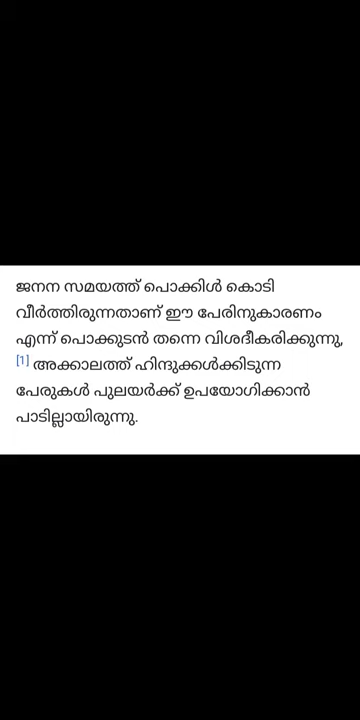 ജനന സമയത്ത് പൊക്കിൾ കൊടി
വീർത്തിരുന്നതാണ് ഈ പേരിനുകാരണം
എന്ന് പൊക്കുടൻ തന്നെ വിശദീകരിക്കുന്നു,
[1] അക്കാലത്ത് ഹിന്ദുക്കൾക്കിടുന്ന
പേരുകൾ പുലയർക്ക് ഉപയോഗിക്കാൻ
പാടില്ലായിരുന്നു.